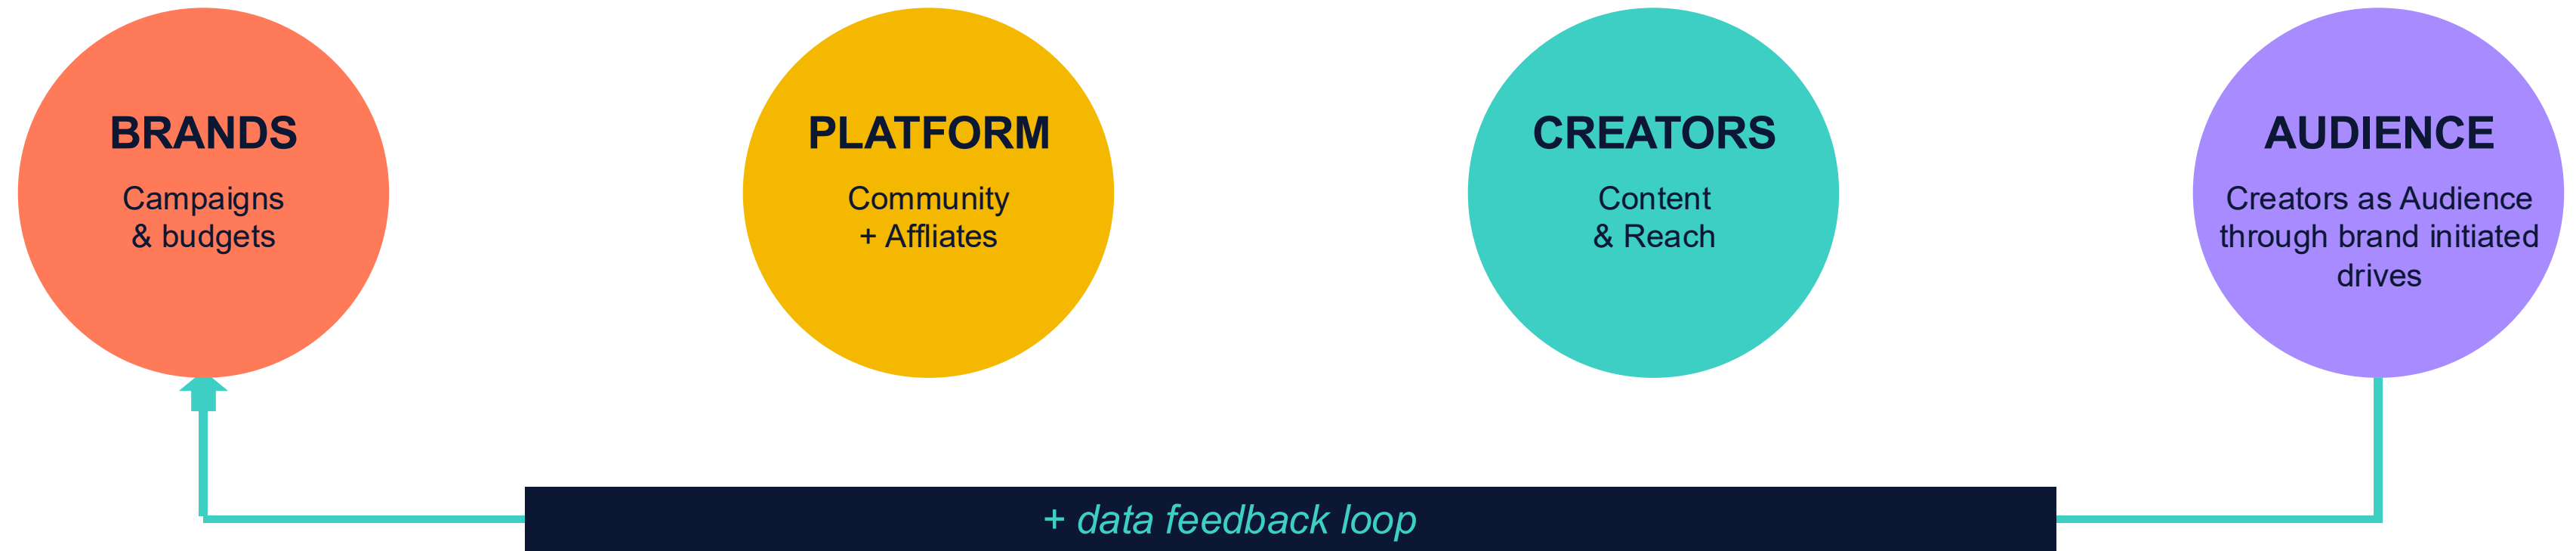 BRANDS
Campaigns
& budgets
PLATFORM
Community
+ Affliates
CREATORS
Content
& Reach
AUDIENCE
Creators as Audience
through brand initiated
drives
+ data feedback loop